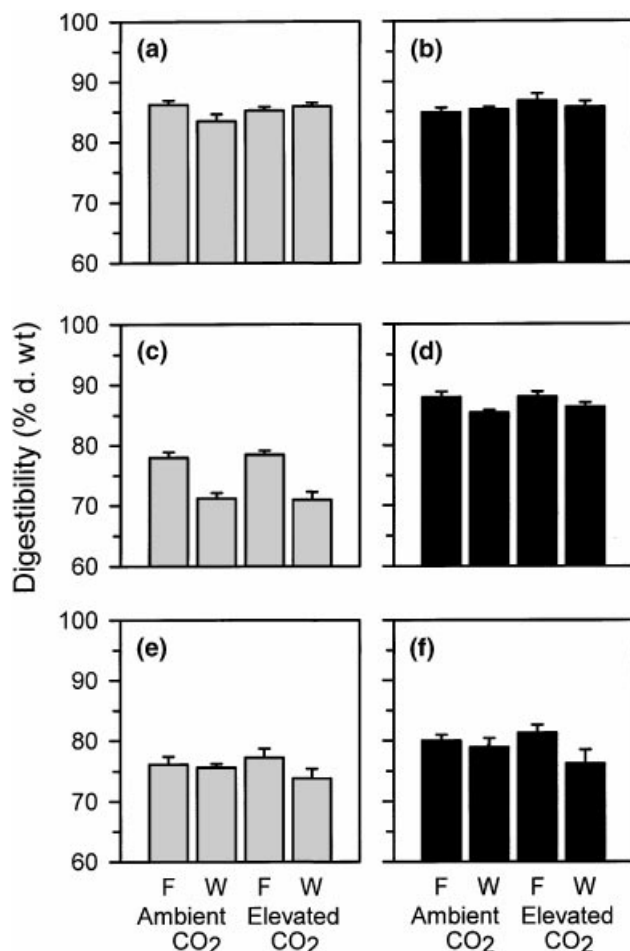 Digestibility (% d. wt)
100
90
80
70
60
(a)
(b)
100
90
80
70
60
(c)
(d)
100
90
80
70
60
(e)
(f)
F W F W
F W F W
Ambient Elevated
Ambient Elevated
CO2 CO2
CO2 CO2